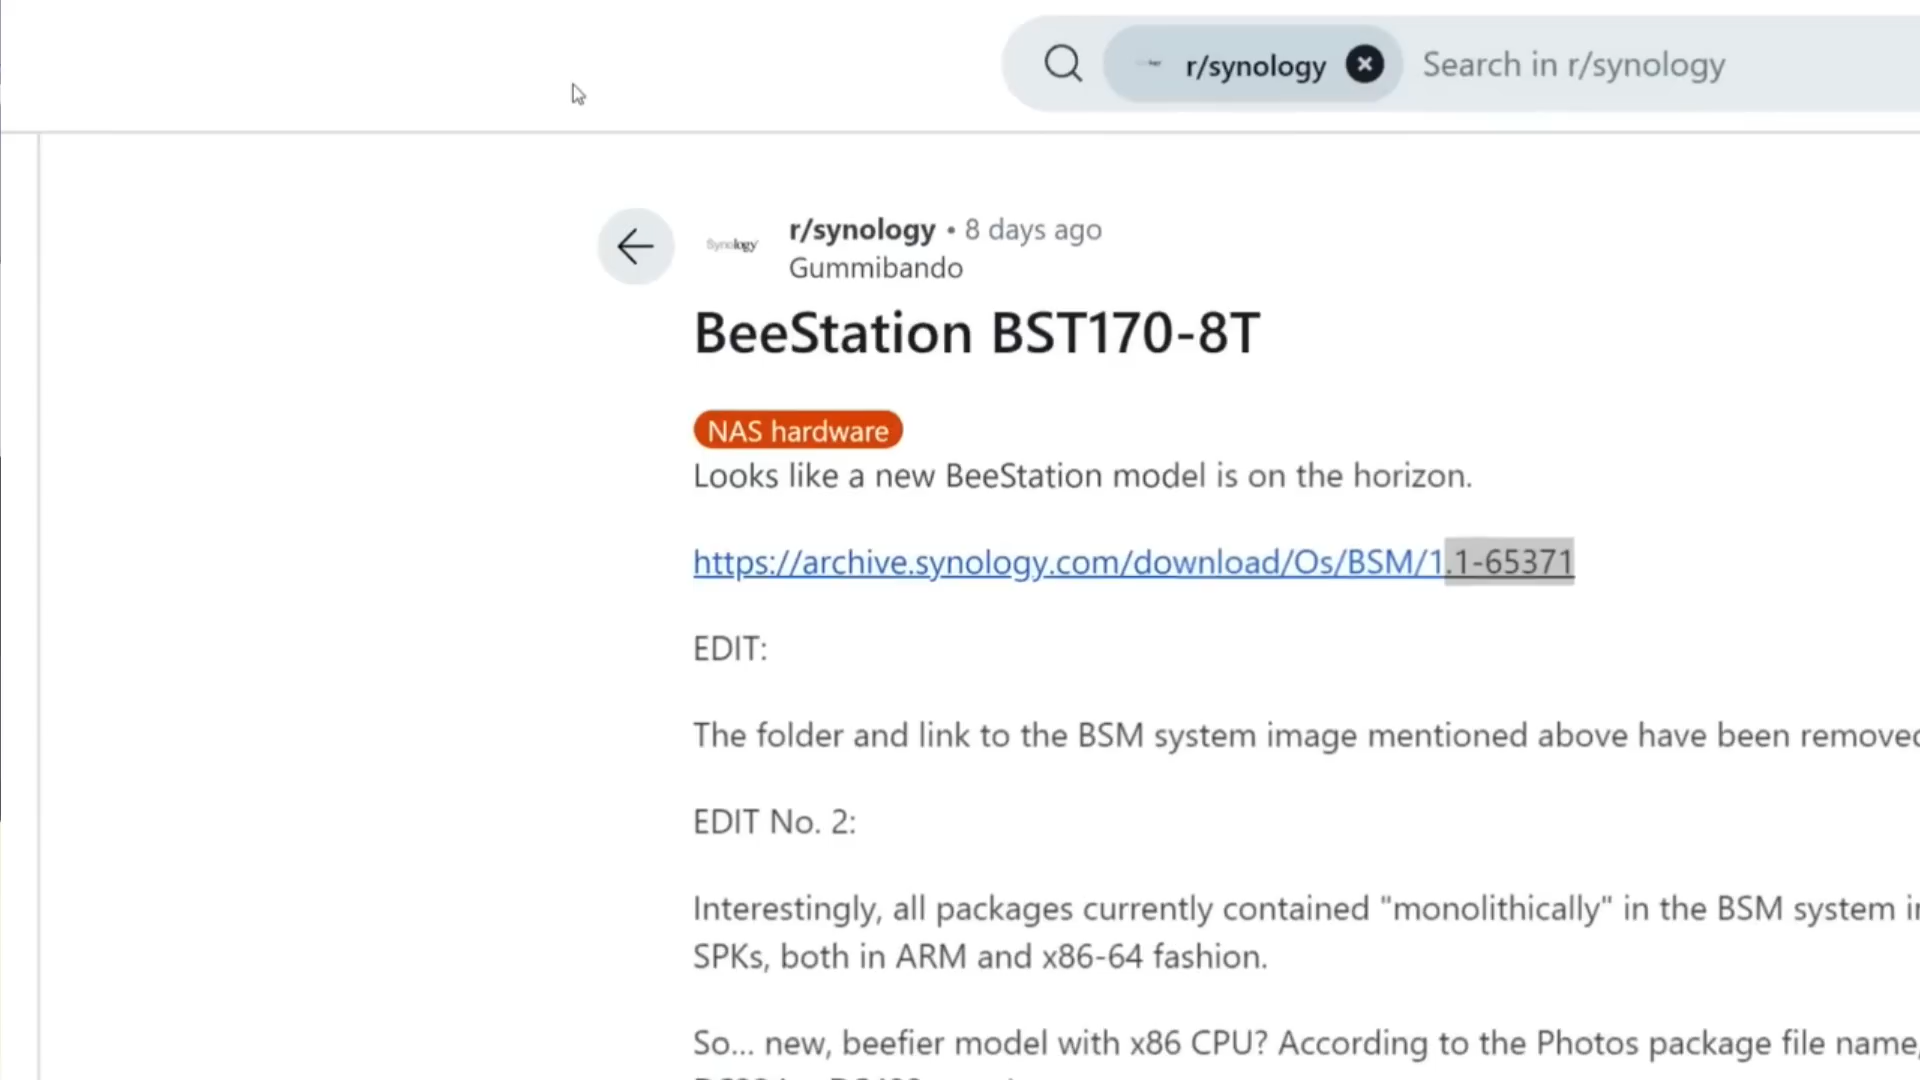 r/synology Search in r/synology
Synology r/synology • 8 days ago
Gummibando
BeeStation BST170-8T
NAS hardware
Looks like a new BeeStation model is on the horizon.
https://archive.synology.com/download/Os/BSM/1.1-65371
EDIT:
The folder and link to the BSM system image mentioned above have been removed
EDIT No. 2:
Interestingly, all packages currently contained "monolithically" in the BSM system
SPKs, both in ARM and x86-64 fashion.
So... new, beefier model with x86 CPU? According to the Photos package file name,